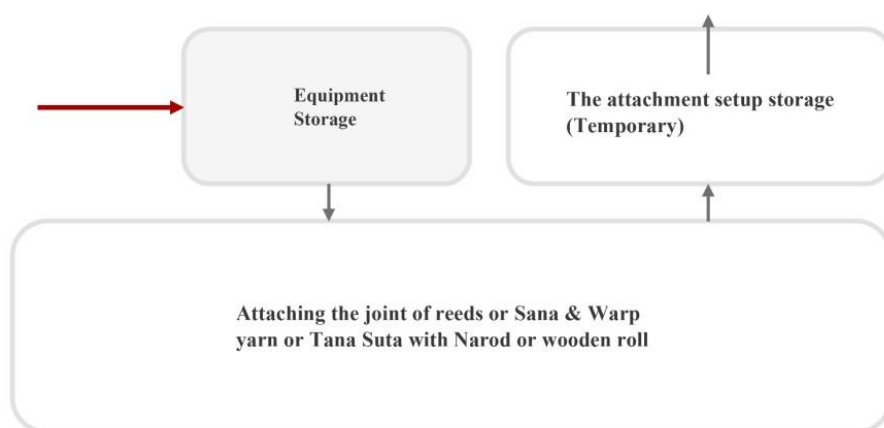 Equipment
Storage
The attachment setup storage
(Temporary)
Attaching the joint of reeds or Sana & Warp
yarn or Tana Suta with Narod or wooden roll